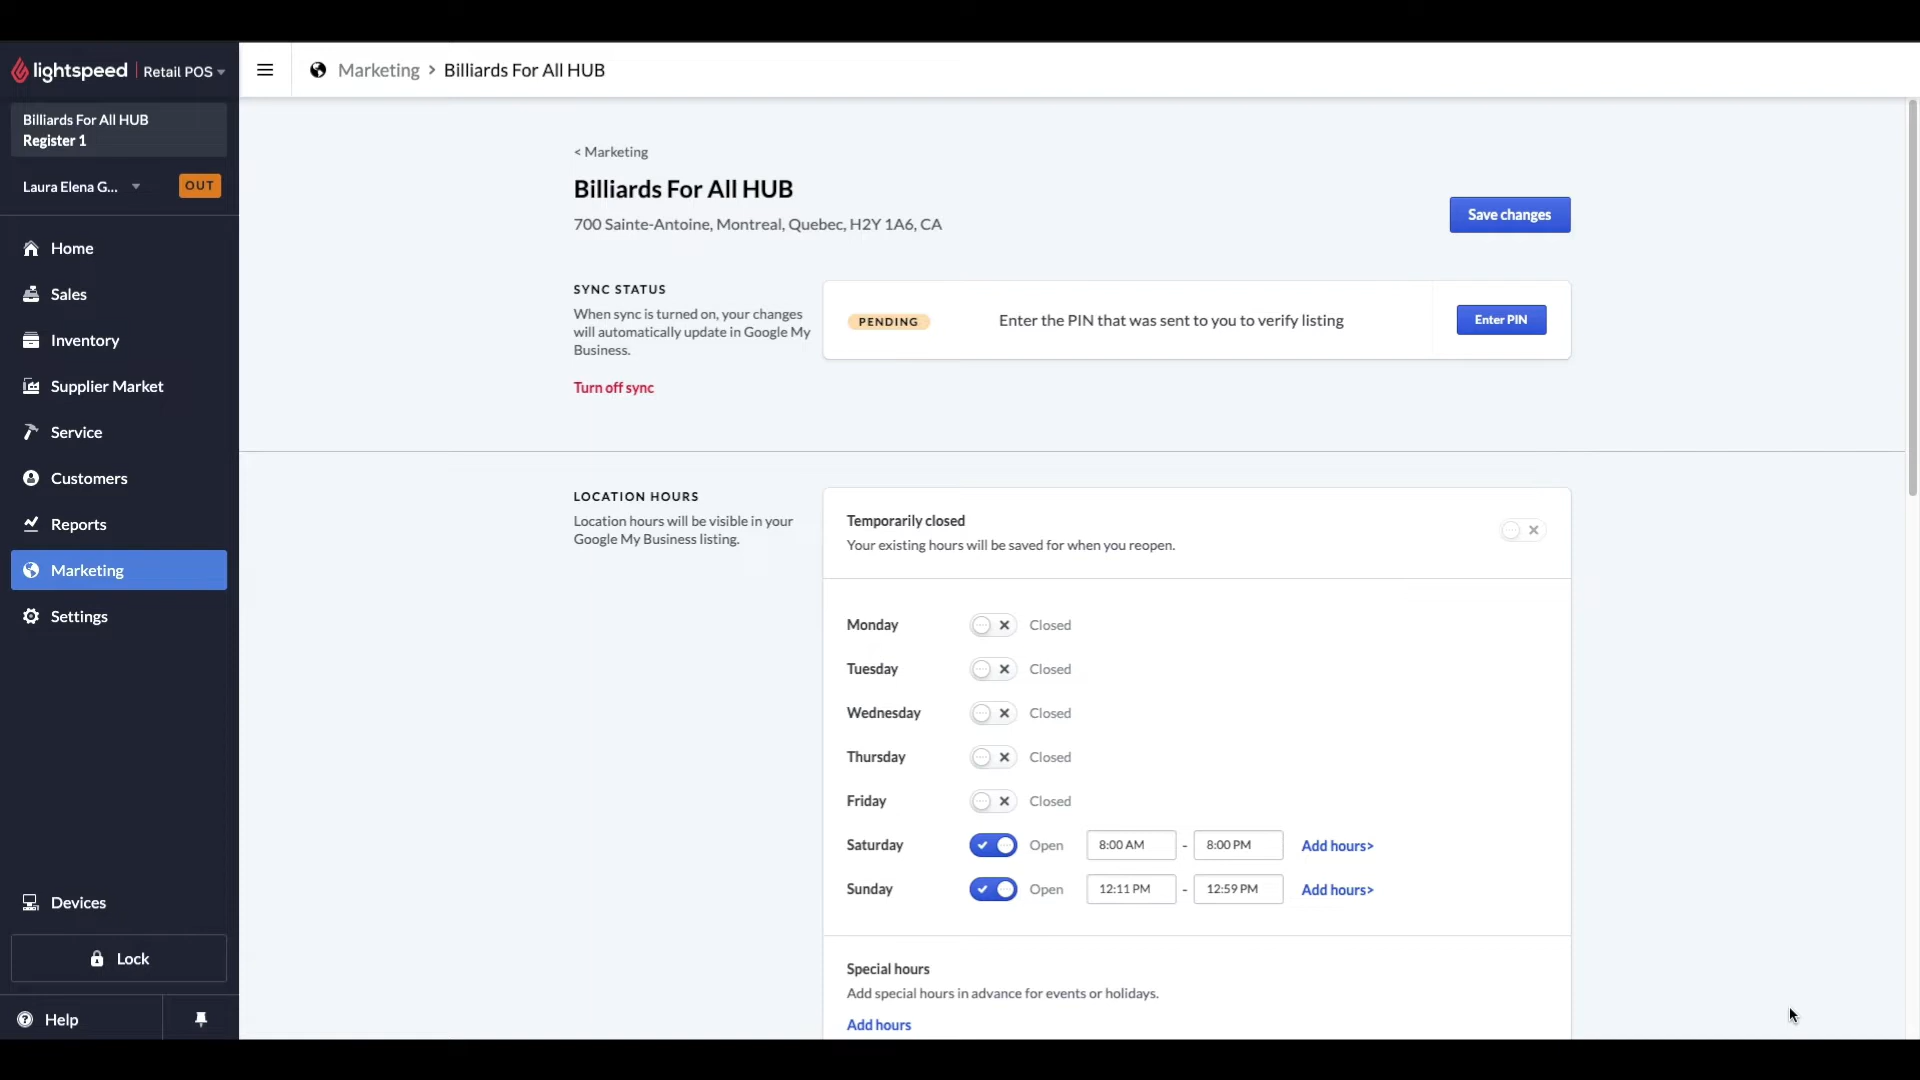 lightspeed Retail POS
Marketing > Billiards For All HUB
Billiards For All HUB
Register 1
Laura Elena G...
OUT
Home
Sales
Inventory
Supplier Market
Service
Customers
Reports
Marketing
Settings
Devices
Lock
Help
< Marketing
Billiards For All HUB
700 Sainte-Antoine, Montreal, Quebec, H2Y 1A6, CA
Save changes
SYNC STATUS
When sync is turned on, your changes
will automatically update in Google My
Business.
Turn off sync
PENDING
Enter the PIN that was sent to you to verify listing
Enter PIN
LOCATION HOURS
Location hours will be visible in your
Google My Business listing.
Temporarily closed
Your existing hours will be saved for when you reopen.
Monday Closed
Tuesday Closed
Wednesday Closed
Thursday Closed
Friday Closed
Saturday Open 8:00 AM - 8:00 PM Add hours>
Sunday Open 12:11 PM - 12:59 PM Add hours>
Special hours
Add special hours in advance for events or holidays.
Add hours